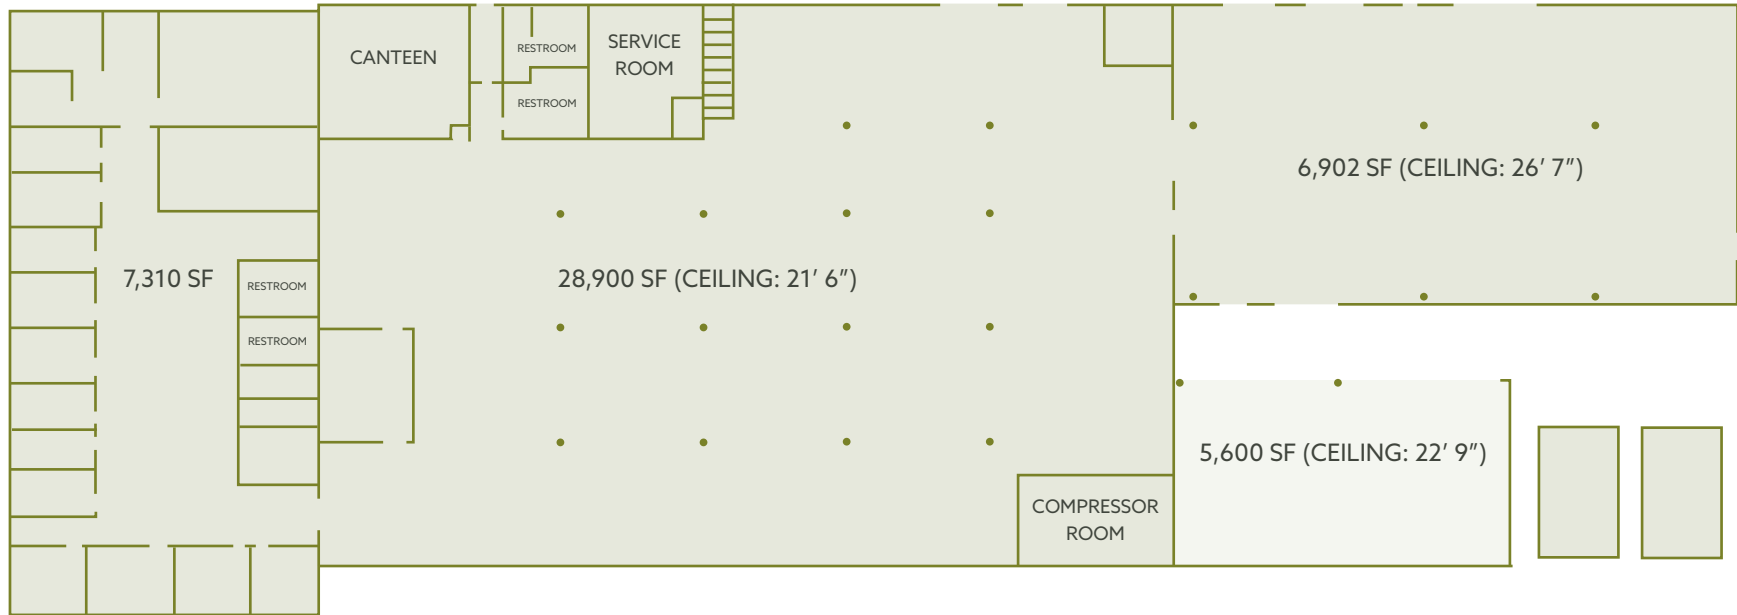 CANTEEN
RESTROOM
RESTROOM
SERVICE
ROOM
6,902 SF (CEILING: 26’ 7”)
7,310 SF
RESTROOM
RESTROOM
28,900 SF (CEILING: 21’ 6”)
5,600 SF (CEILING: 22’ 9”)
COMPRESSOR
ROOM